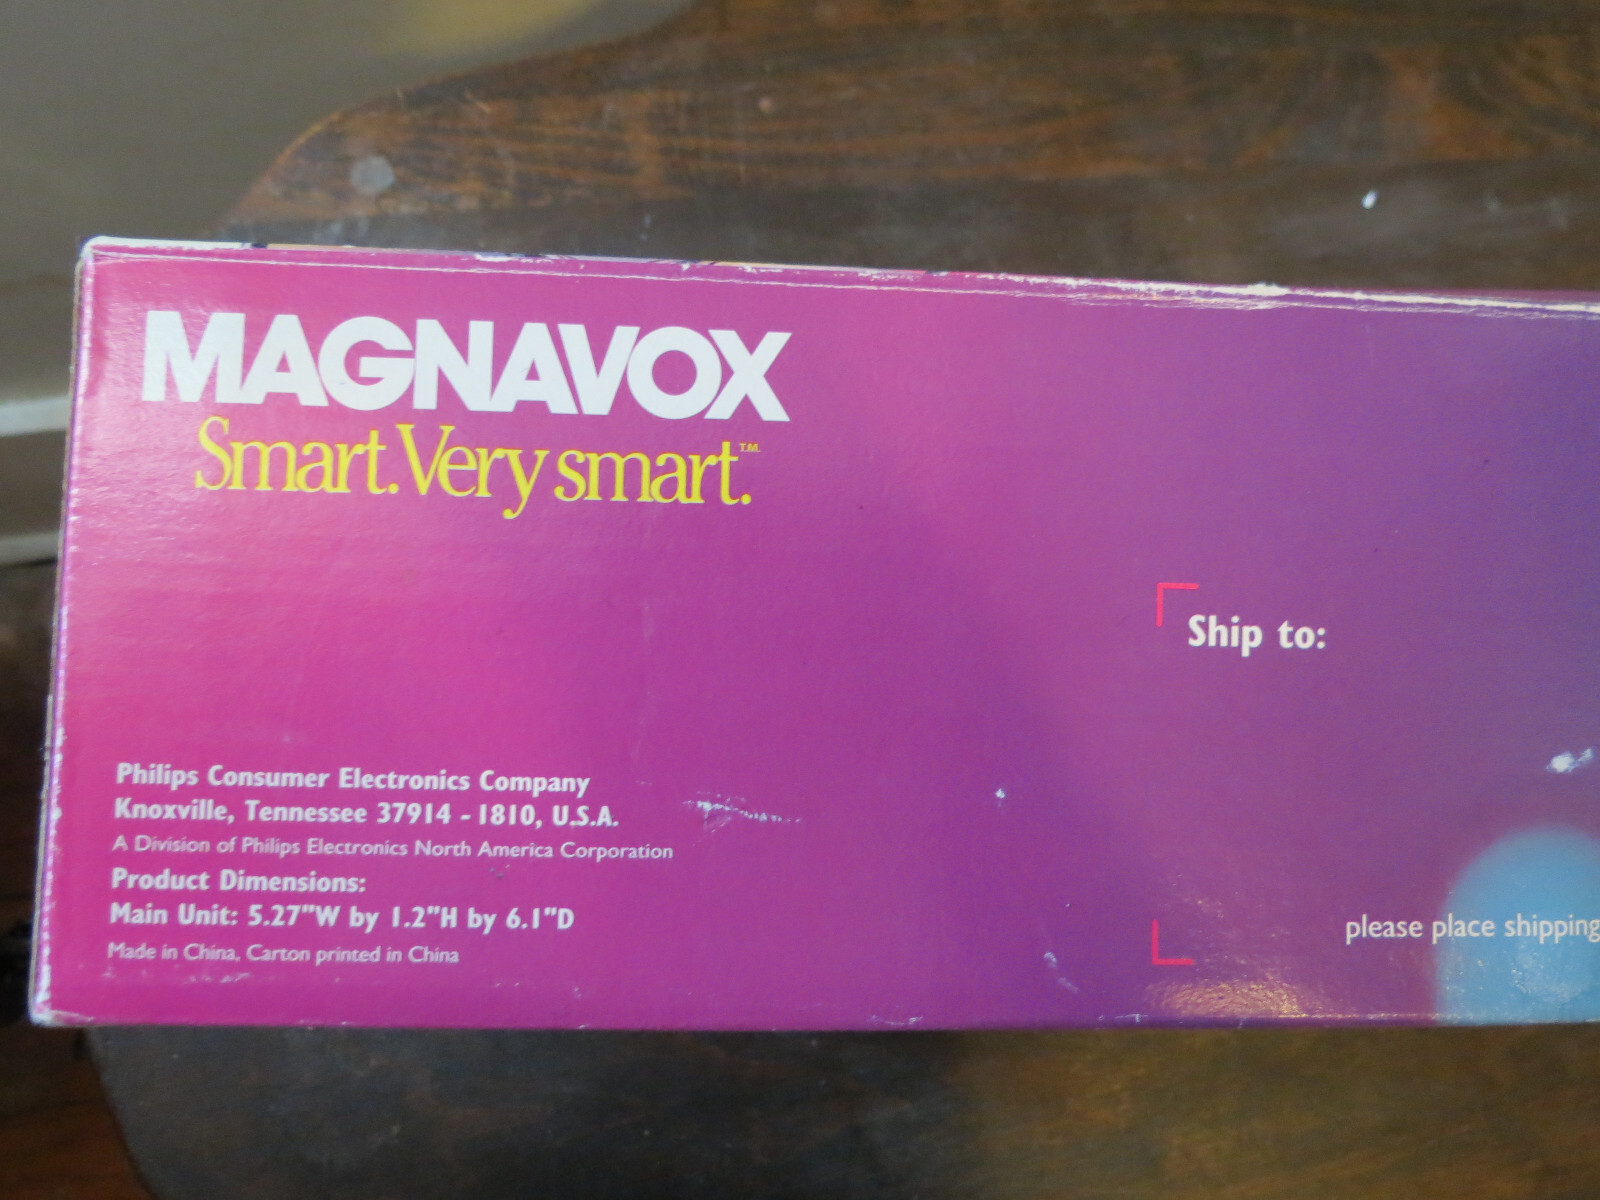 MAGNAVOX
Smart. Very smart.™
Ship to:
Philips Consumer Electronics Company
Knoxville, Tennessee 37914 - 1810, U.S.A.
A Division of Philips Electronics North America Corporation
Product Dimensions:
Main Unit: 5.27"W by 1.2"H by 6.1"D
Made in China, Carton printed in China
please place shipping